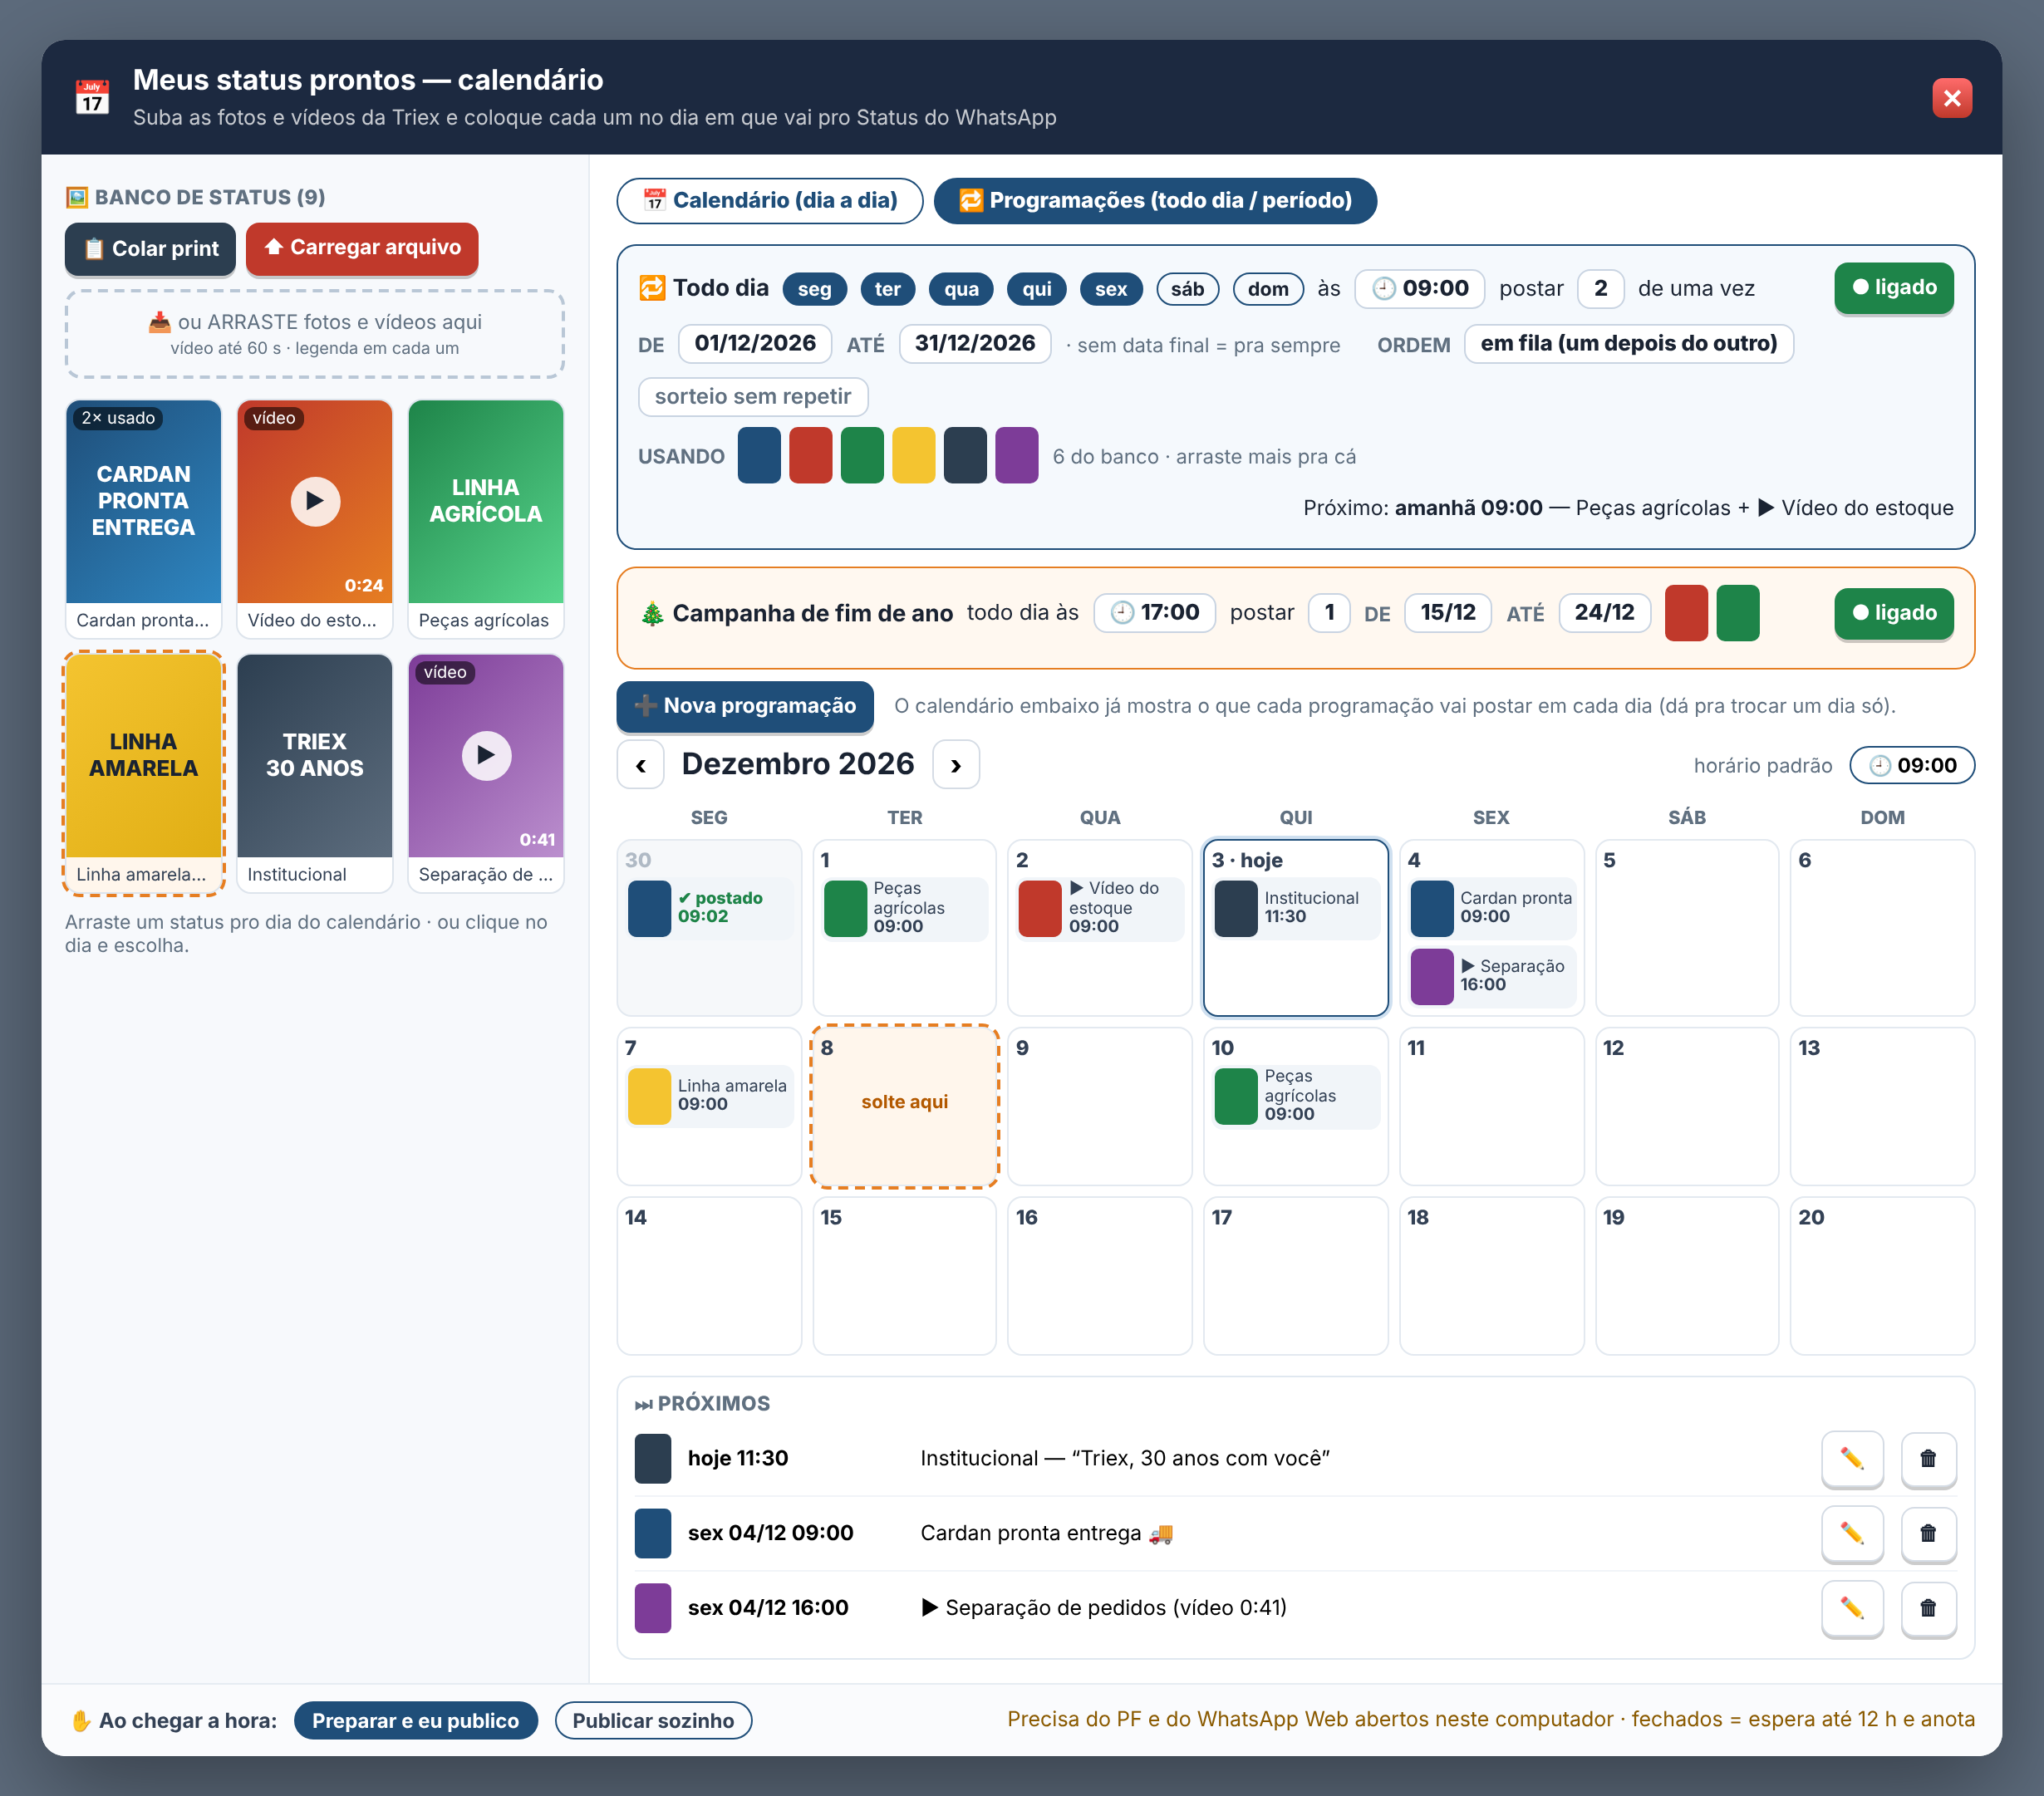 Meus status prontos — calendário
Suba as fotos e vídeos da Triex e coloque cada um no dia em que vai pro Status do WhatsApp
BANCO DE STATUS (9)
Colar print
Carregar arquivo
ou ARRASTE fotos e vídeos aqui
vídeo até 60 s · legenda em cada um
2× usado
CARDAN
PRONTA
ENTREGA
Cardan pronta...
vídeo
0:24
Vídeo do esto...
LINHA
AGRÍCOLA
Peças agrícolas
LINHA
AMARELA
Linha amarela...
TRIEX
30 ANOS
Institucional
vídeo
0:41
Separação de ...
Arraste um status pro dia do calendário · ou clique no
dia e escolha.
Calendário (dia a dia)
Programações (todo dia / período)
Todo dia seg ter qua qui sex sáb dom às 09:00 postar 2 de uma vez
ligado
DE 01/12/2026 ATÉ 31/12/2026 · sem data final = pra sempre ORDEM em fila (um depois do outro)
sorteio sem repetir
USANDO 6 do banco · arraste mais pra cá
Próximo: amanhã 09:00 — Peças agrícolas + ▶ Vídeo do estoque
Campanha de fim de ano todo dia às 17:00 postar 1 DE 15/12 ATÉ 24/12
ligado
Nova programação
O calendário embaixo já mostra o que cada programação vai postar em cada dia (dá pra trocar um dia só).
‹ Dezembro 2026 ›
horário padrão 09:00
SEG TER QUA QUI SEX SÁB DOM
30
✔ postado
09:02
1
Peças
agrícolas
09:00
2
▶ Vídeo do
estoque
09:00
3 · hoje
Institucional
11:30
4
Cardan pronta
09:00
▶ Separação
16:00
5
6
7
Linha amarela
09:00
8
solte aqui
9
10
Peças
agrícolas
09:00
11
12
13
14
15
16
17
18
19
20
PRÓXIMOS
hoje 11:30 Institucional — “Triex, 30 anos com você”
sex 04/12 09:00 Cardan pronta entrega
sex 04/12 16:00 ▶ Separação de pedidos (vídeo 0:41)
Ao chegar a hora: Preparar e eu publico Publicar sozinho
Precisa do PF e do WhatsApp Web abertos neste computador · fechados = espera até 12 h e anota